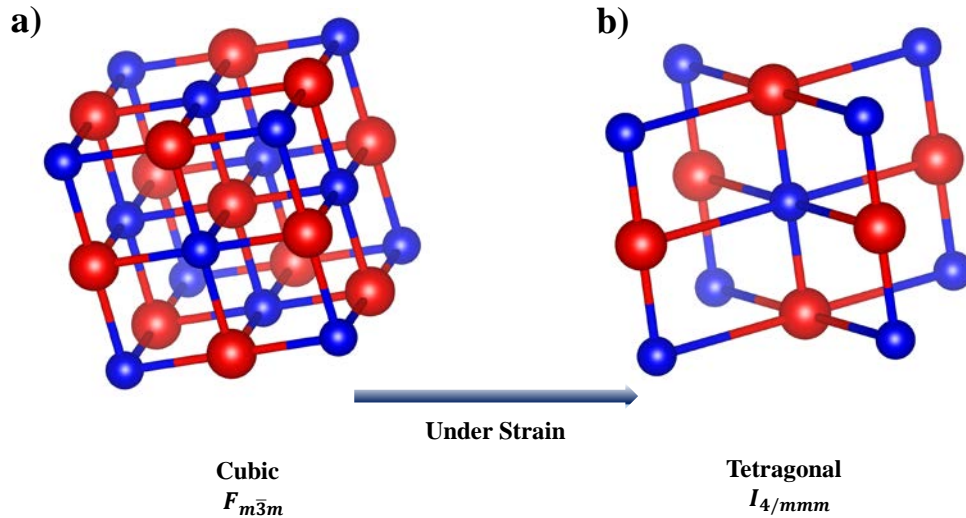 a)
b)
Under Strain
Cubic
F_{m\bar{3}m}
Tetragonal
I_{4/mmm}